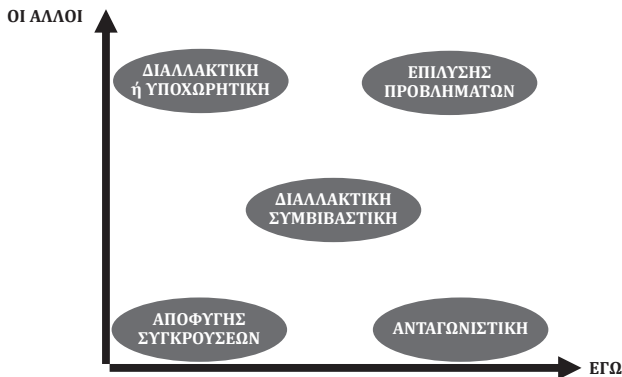 ΟΙ ΑΛΛΟΙ
ΔΙΑΛΛΑΚΤΙΚΗ
ή ΥΠΟΧΩΡΗΤΙΚΗ
ΕΠΙΛΥΣΗΣ
ΠΡΟΒΛΗΜΑΤΩΝ
ΔΙΑΛΛΑΚΤΙΚΗ
ΣΥΜΒΙΒΑΣΤΙΚΗ
ΑΠΟΦΥΓΗΣ
ΣΥΓΚΡΟΥΣΕΩΝ
ΑΝΤΑΓΩΝΙΣΤΙΚΗ
ΕΓΩ